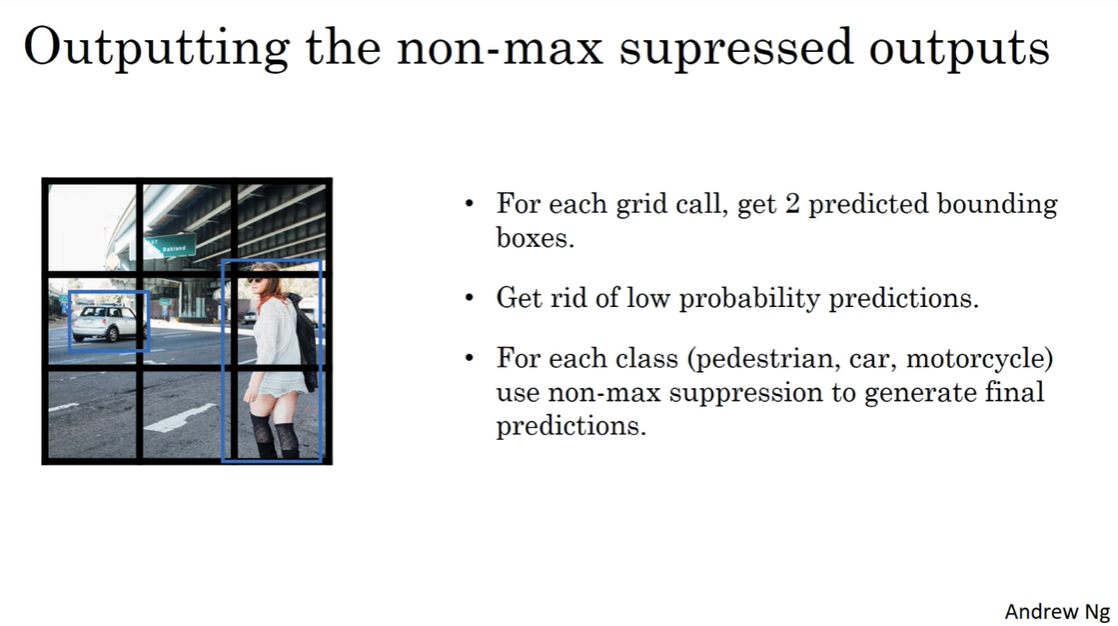 Outputting the non-max supressed outputs
Oakland
• For each grid call, get 2 predicted bounding
boxes.
• Get rid of low probability predictions.
• For each class (pedestrian, car, motorcycle)
use non-max suppression to generate final
predictions.
Andrew Ng